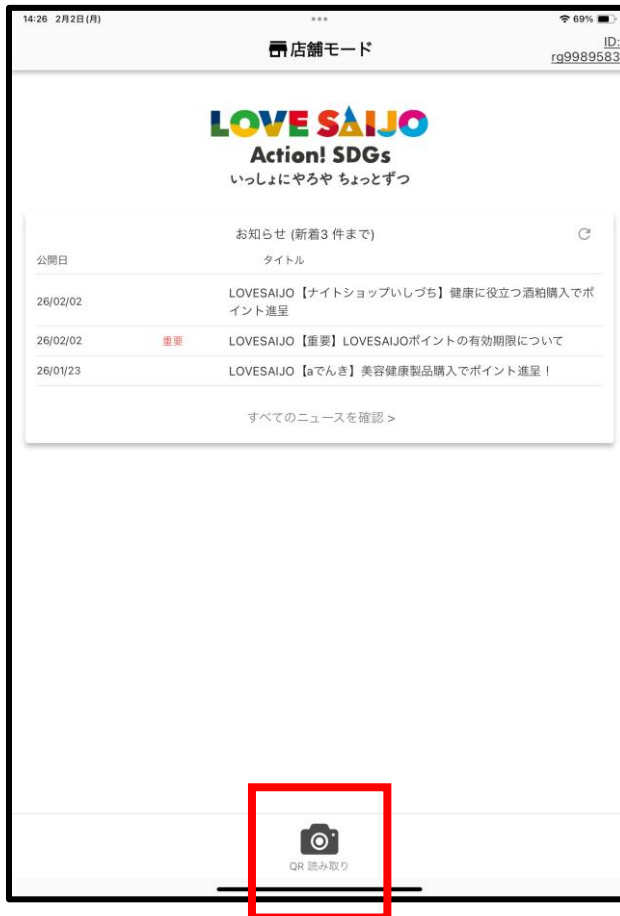 14:26 2月2日(月)
69%
店舗モード
ID:
rg9989583
LOVE SAIJO
Action! SDGs
いっしょにやろや ちょっとずつ
お知らせ (新着3 件まで)
公開日 タイトル
26/02/02 LOVESAIJO【ナイトショップいしづち】健康に役立つ酒粕購入でポ
イント進呈
26/02/02 重要 LOVESAIJO【重要】LOVESAIJOポイントの有効期限について
26/01/23 LOVESAIJO【aでんき】美容健康製品購入でポイント進呈！
すべてのニュースを確認 >
QR 読み取り